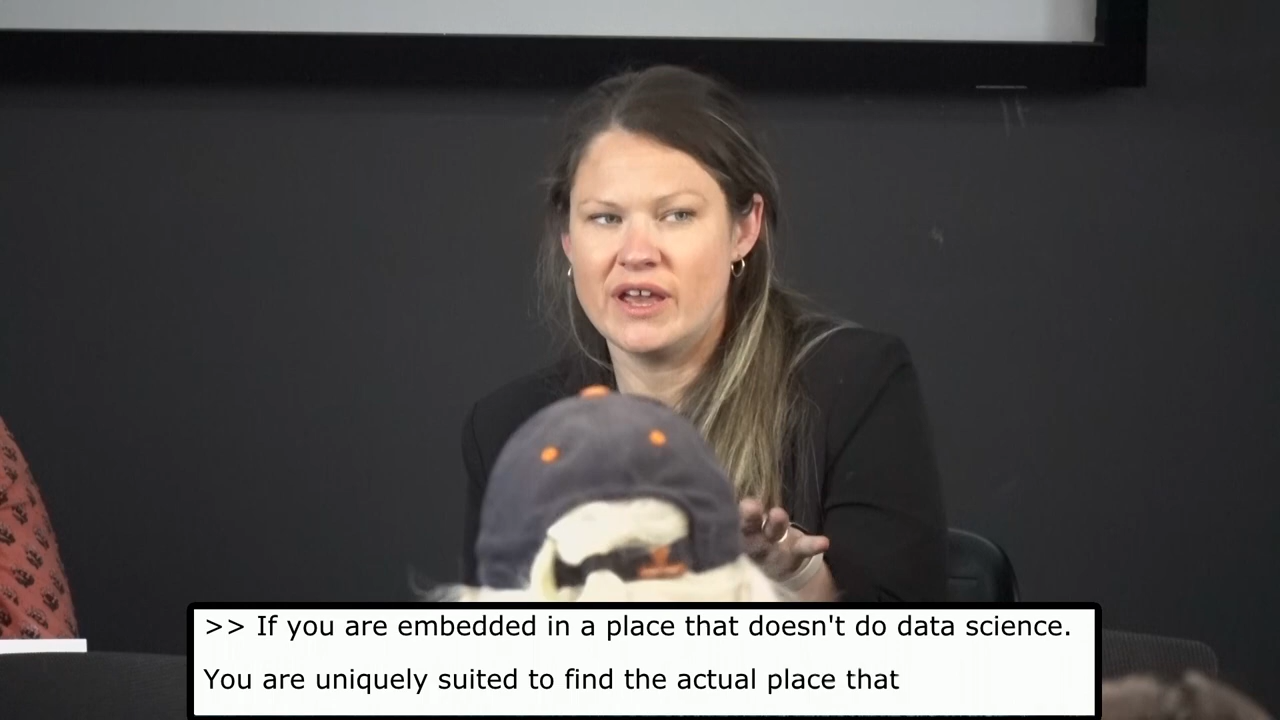 >> If you are embedded in a place that doesn't do data science.
You are uniquely suited to find the actual place that